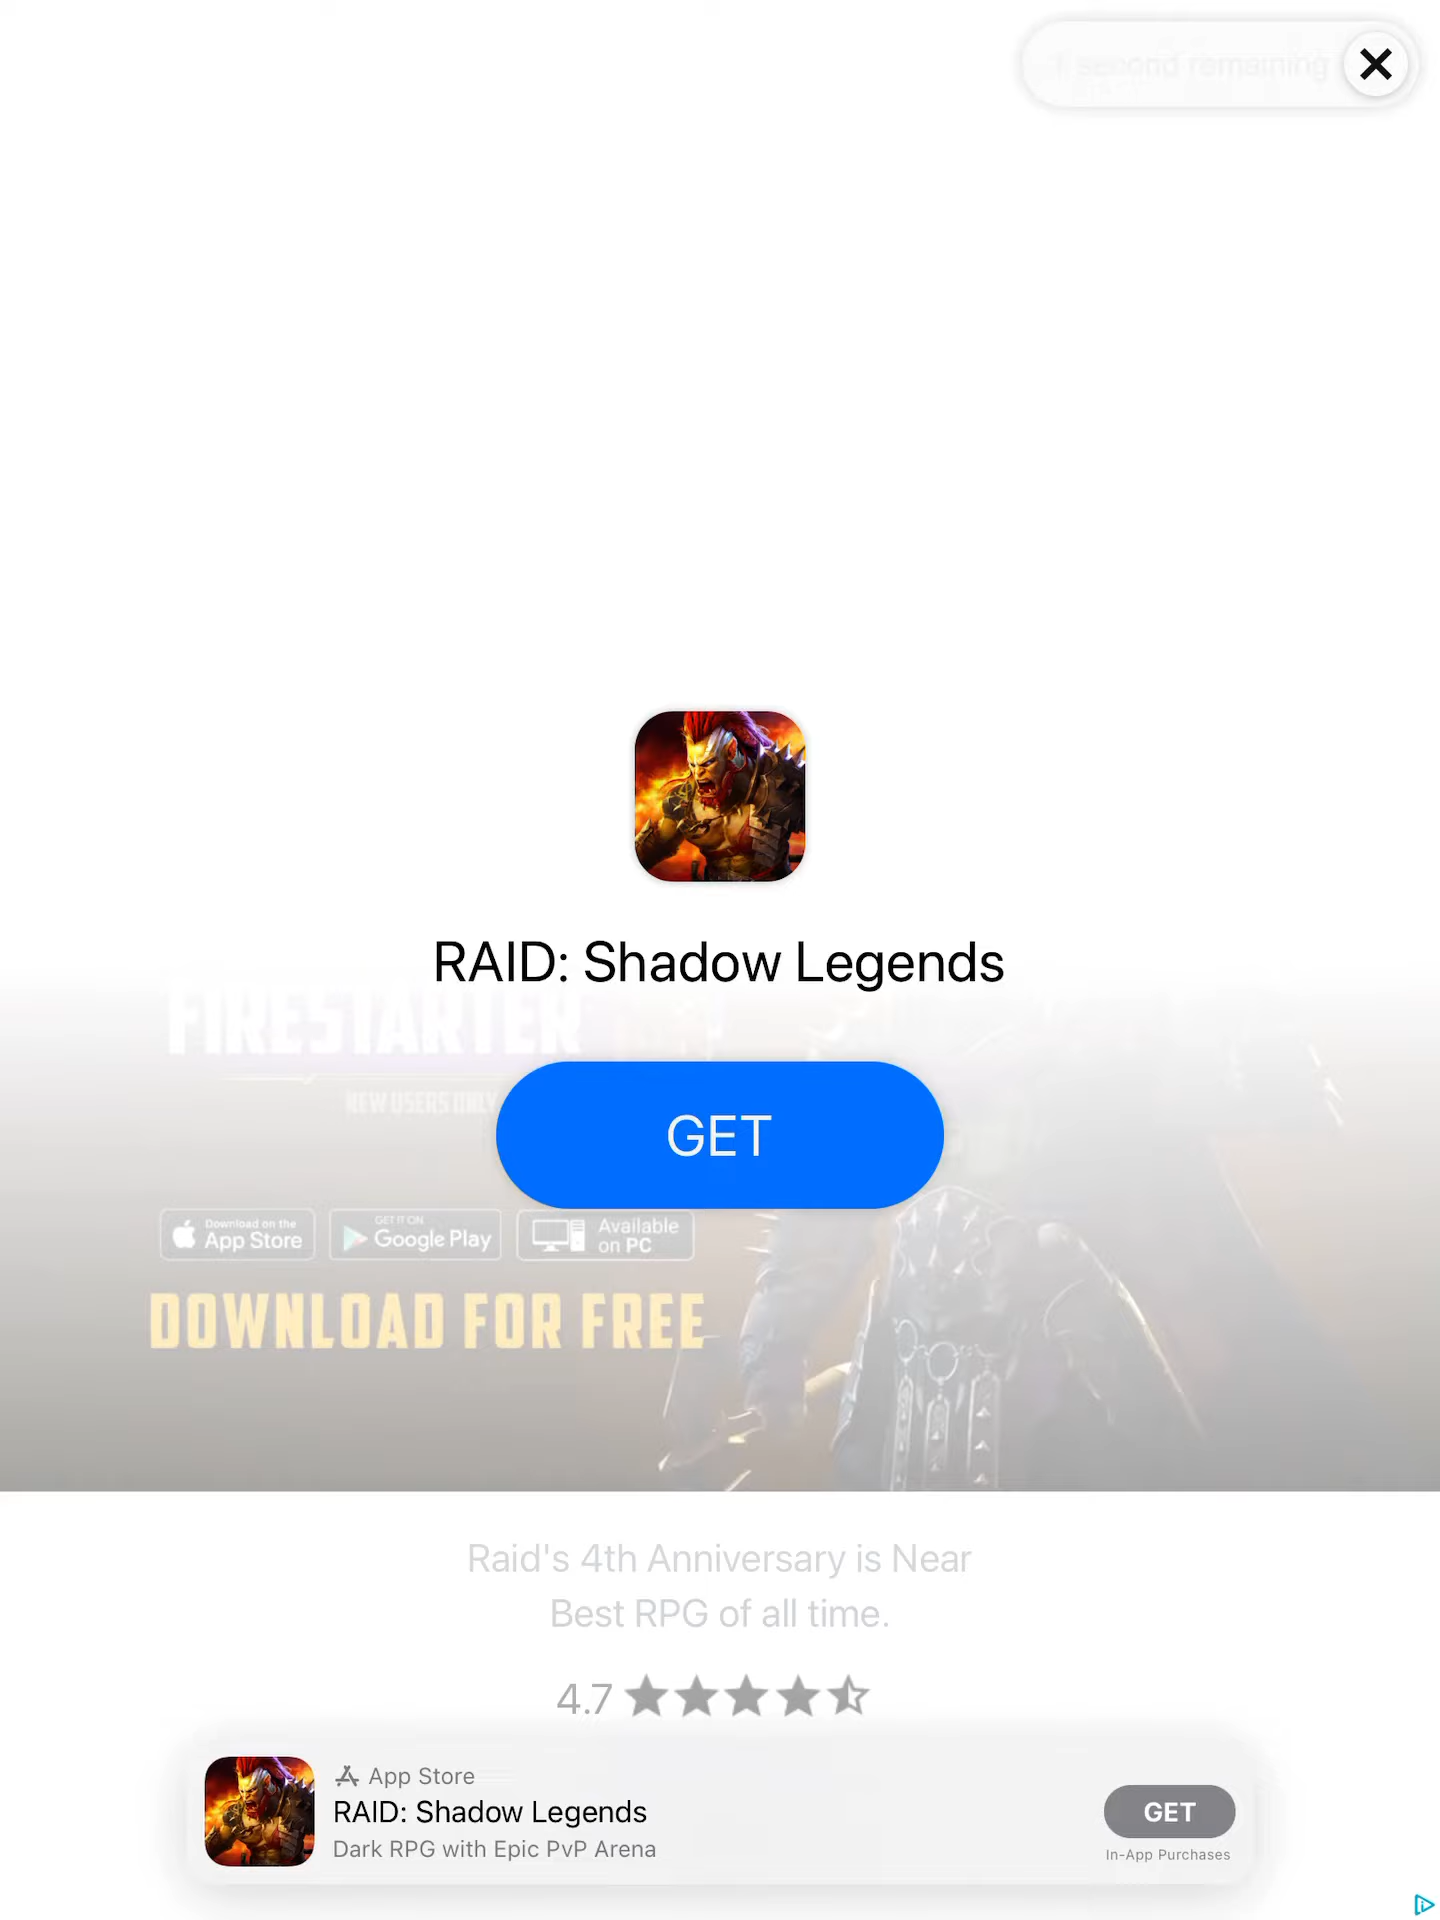 1 second remaining
RAID: Shadow Legends
FIRESTARTER
NEW USERS ONLY
GET
Download on the
App Store
GET IT ON
Google Play
Available
on PC
DOWNLOAD FOR FREE
Raid's 4th Anniversary is Near
Best RPG of all time.
4.7
App Store
RAID: Shadow Legends
Dark RPG with Epic PvP Arena
GET
In-App Purchases